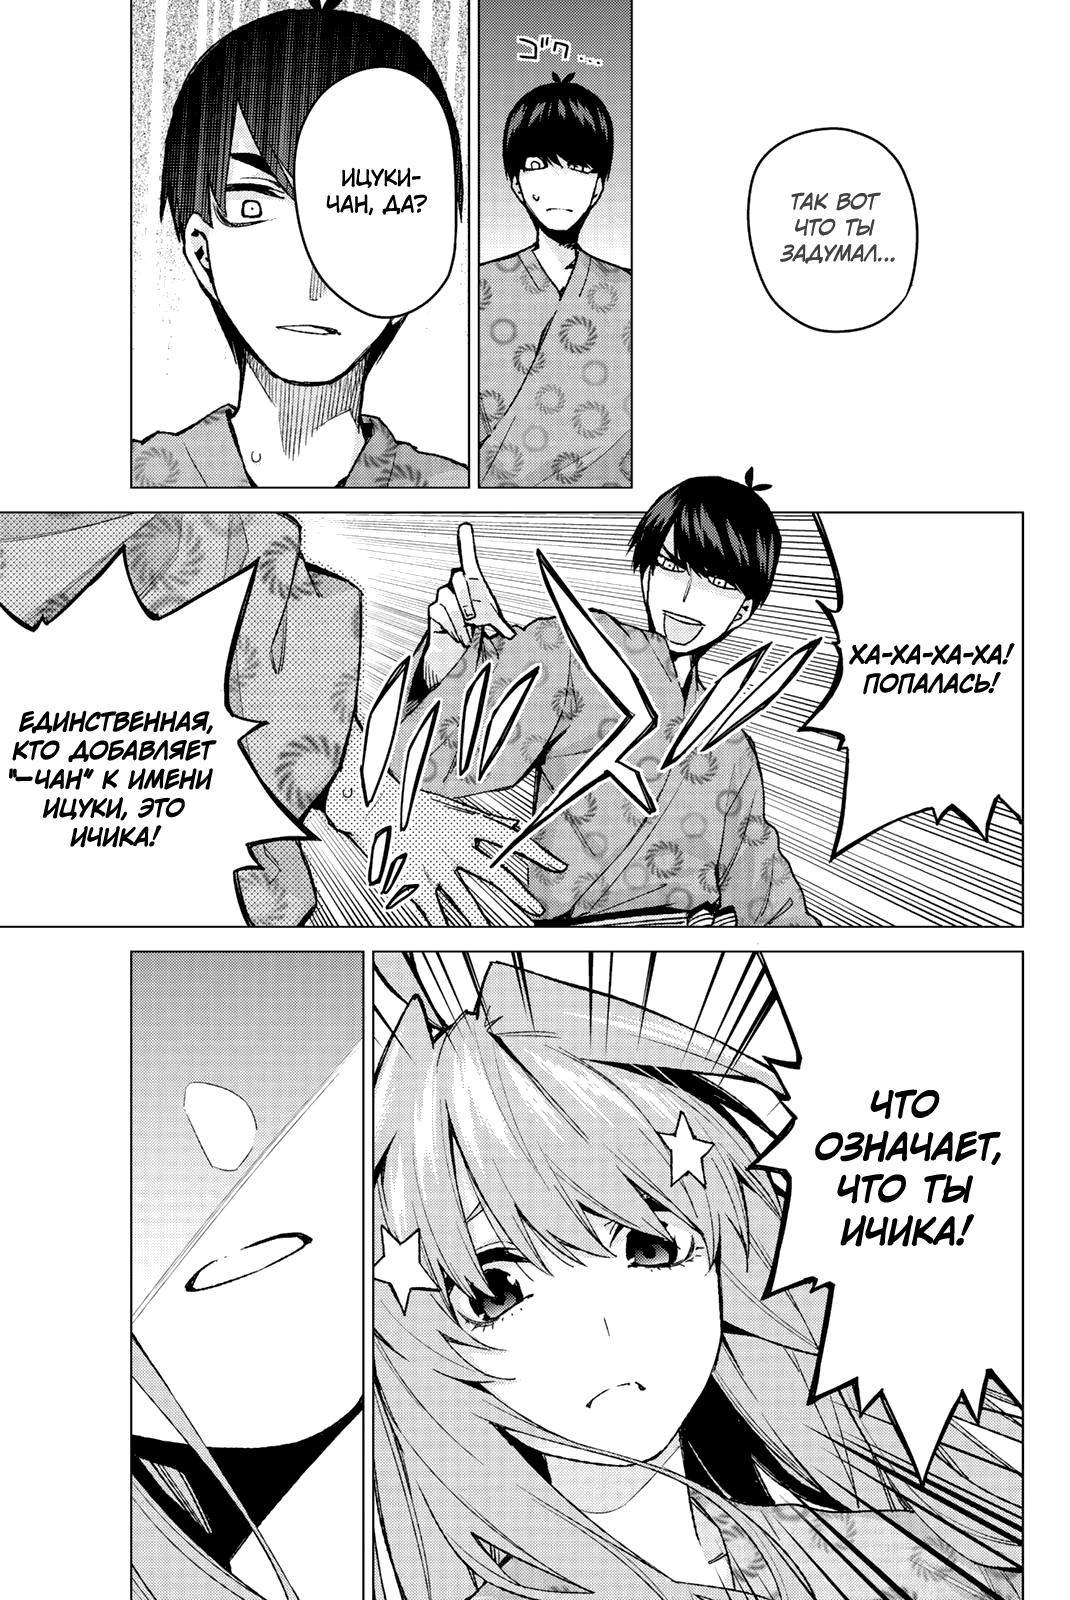 ТАК ВОТ
ЧТО ТЫ
ЗАДУМАЛ...
ゴク....
ИЦУКИ-
ЧАН, ДА?
ХА-ХА-ХА-ХА!
ПОПАЛАСЬ!
ЕДИНСТВЕННАЯ,
КТО ДОБАВЛЯЕТ
"–ЧАН" К ИМЕНИ
ИЦУКИ, ЭТО
ИЧИКА!
ЧТО
ОЗНАЧАЕТ,
ЧТО ТЫ
ИЧИКА!